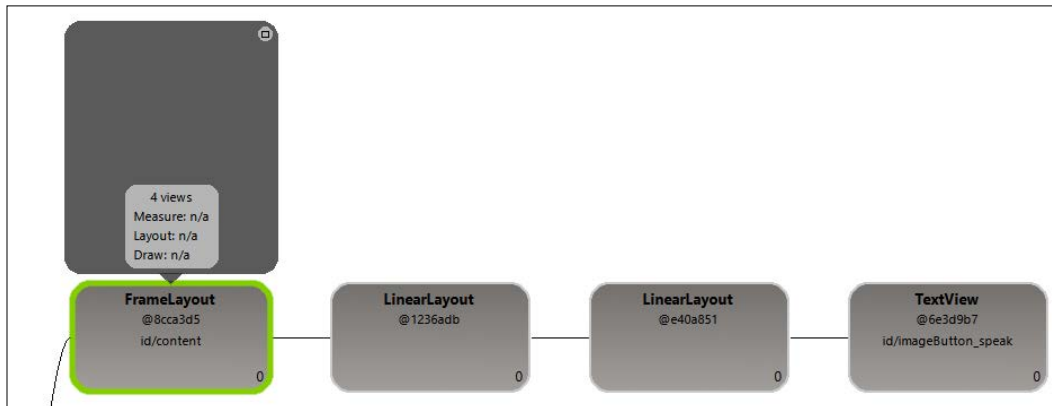 4 views
Measure: n/a
Layout: n/a
Draw: n/a
FrameLayout
@8cca3d5
id/content
0
LinearLayout
@1236adb
0
LinearLayout
@e40a851
0
TextView
@6e3d9b7
id/imageButton_speak
0